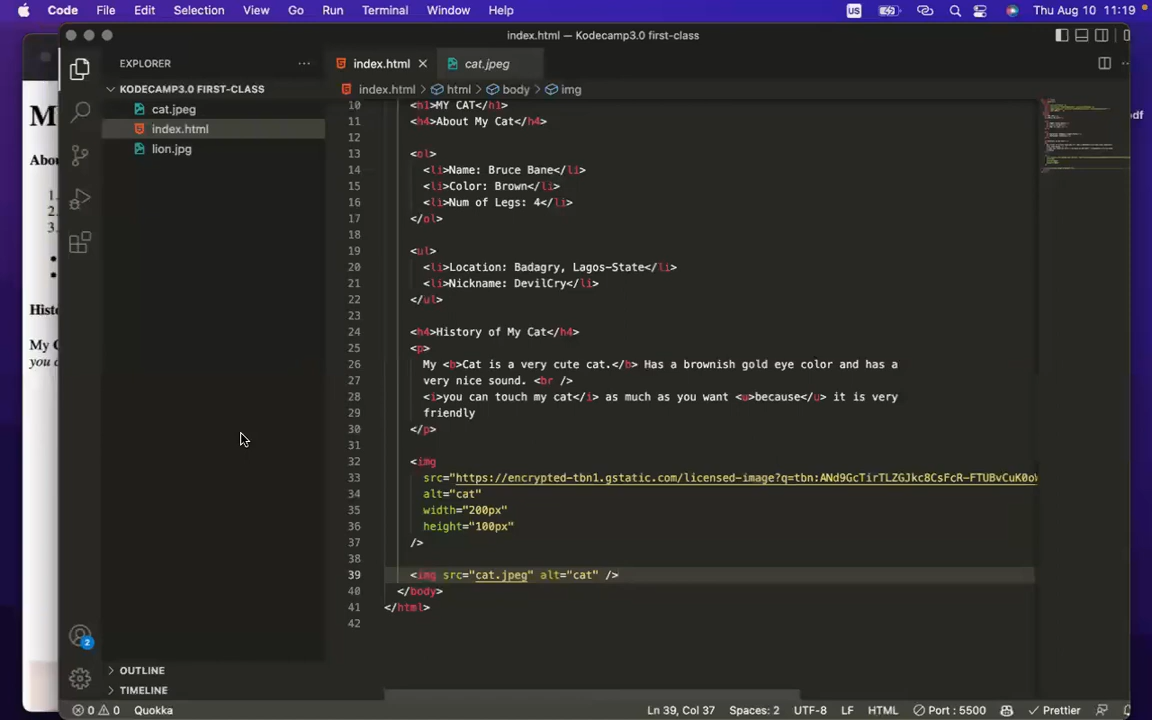 Code File Edit Selection View Go Run Terminal Window Help US Thu Aug 10 11:19
index.html — Kodecamp3.0 first-class
EXPLORER ...
KODECAMP3.0 FIRST-CLASS
cat.jpeg
index.html
lion.jpg
OUTLINE
TIMELINE
index.html cat.jpeg
index.html html body img
10 <h1>MY CAT</h1>
11 <h4>About My Cat</h4>
12
13 <ol>
14 <li>Name: Bruce Bane</li>
15 <li>Color: Brown</li>
16 <li>Num of Legs: 4</li>
17 </ol>
18
19 <ul>
20 <li>Location: Badagry, Lagos-State</li>
21 <li>Nickname: DevilCry</li>
22 </ul>
23
24 <h4>History of My Cat</h4>
25 <p>
26 My <b>Cat is a very cute cat.</b> Has a brownish gold eye color and has a
27 very nice sound. <br />
28 <i>you can touch my cat</i> as much as you want <u>because</u> it is very
29 friendly
30 </p>
31
32 <img
33 src="https://encrypted-tbn1.gstatic.com/licensed-image?q=tbn:
34 alt="cat"
35 width="200px"
36 height="100px"
37 />
38
39 <img src="cat.jpeg" alt="cat" />
40 </body>
41 </html>
42
2
0 0 Quokka Ln 39, Col 37 Spaces: 2 UTF-8 LF HTML Port : 5500 Prettier
M
Abou
1.
2.
3.
Histo
My C
you c
df